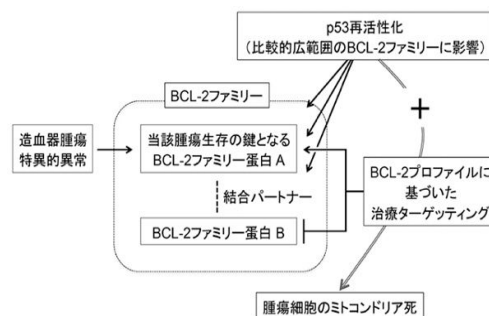 p53再活性化
(比較的広範囲のBCL-2ファミリーに影響)
BCL-2ファミリー
造血器腫瘍
特異的異常
当該腫瘍生存の鍵となる
BCL-2ファミリー蛋白 A
結合パートナー
BCL-2ファミリー蛋白 B
+
BCL-2プロファイルに
基づいた
治療ターゲッティング
腫瘍細胞のミトコンドリア死